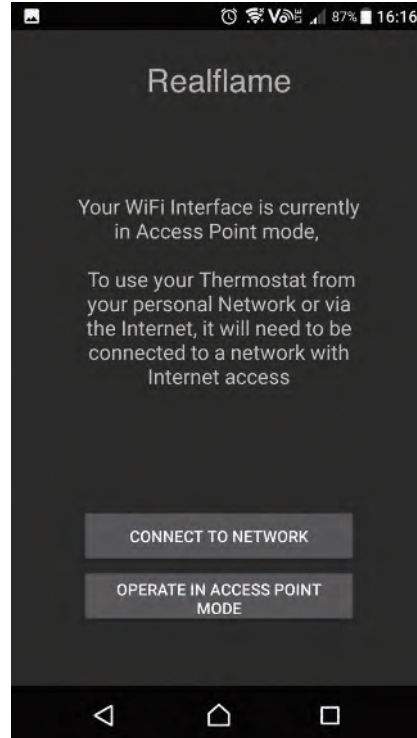 87% 16:16
Realflame
Your WiFi Interface is currently
in Access Point mode,
To use your Thermostat from
your personal Network or via
the Internet, it will need to be
connected to a network with
Internet access
CONNECT TO NETWORK
OPERATE IN ACCESS POINT
MODE